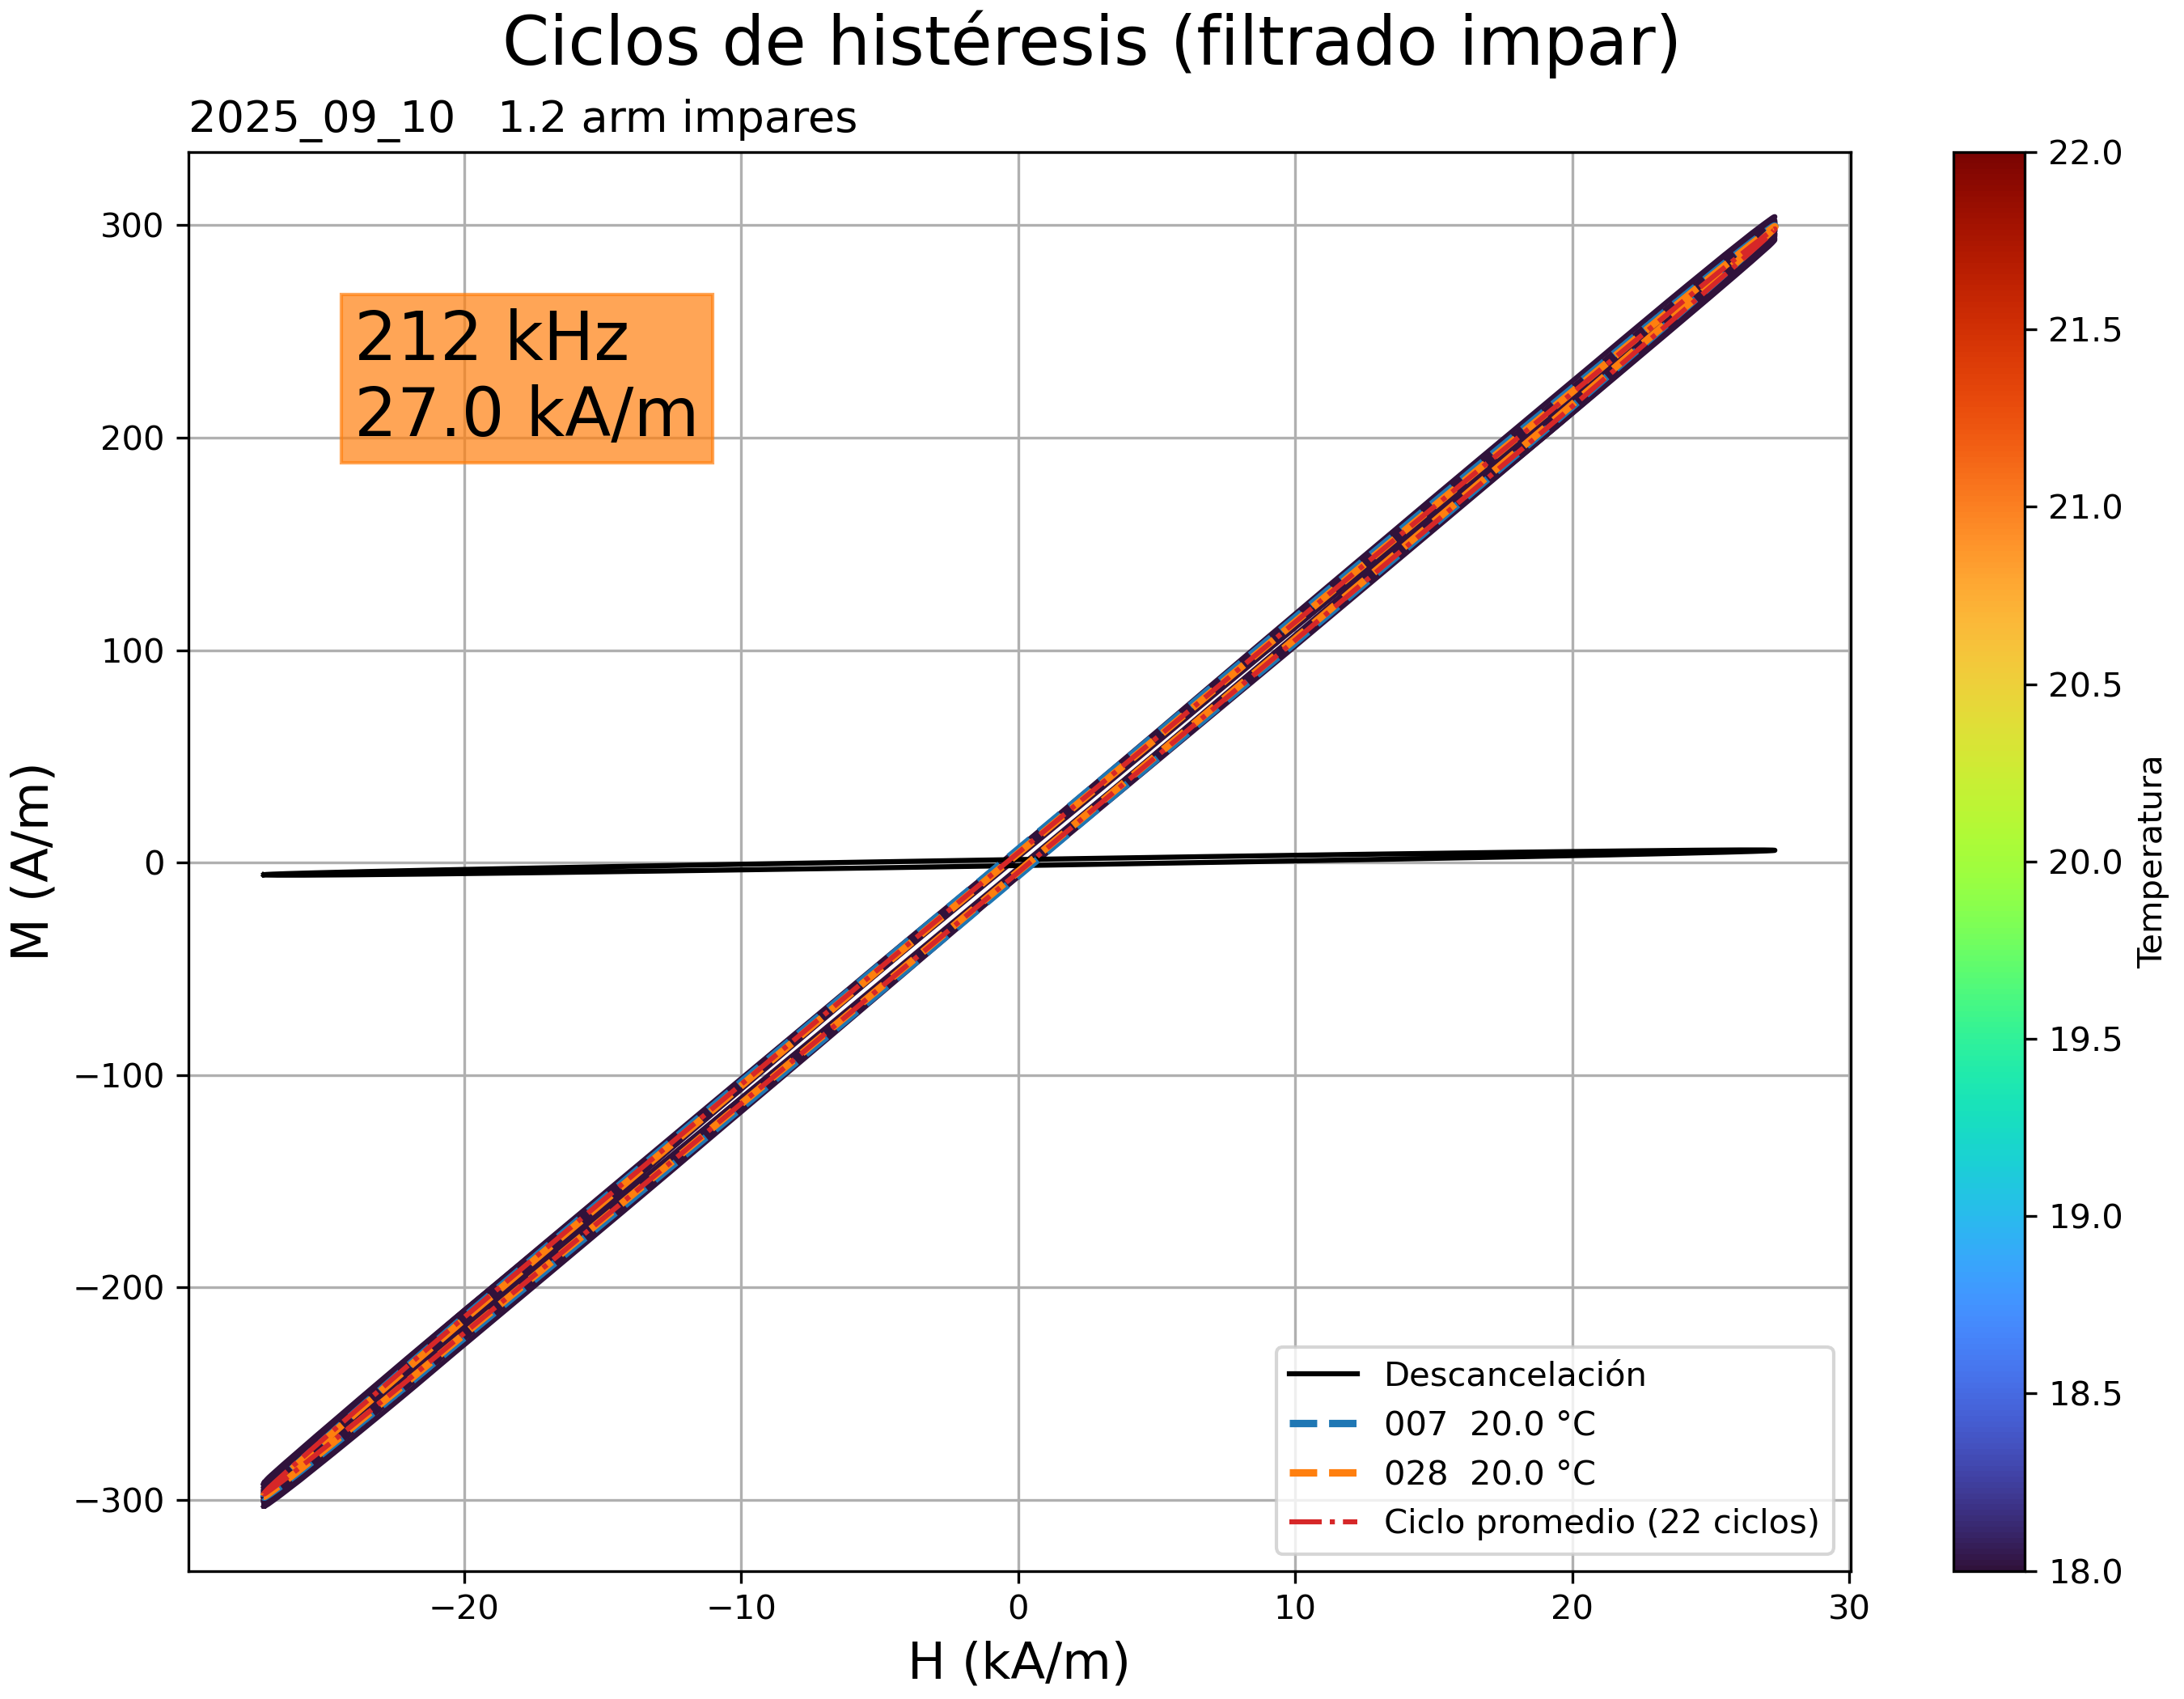 Ciclos de histéresis (filtrado impar)
2025_09_10   1.2 arm impares
212 kHz
27.0 kA/m
M (A/m)
300
200
100
0
−100
−200
−300
−20
−10
0
10
20
30
H (kA/m)
Descancelación
007  20.0 °C
028  20.0 °C
Ciclo promedio (22 ciclos)
22.0
21.5
21.0
20.5
20.0
19.5
19.0
18.5
18.0
Temperatura